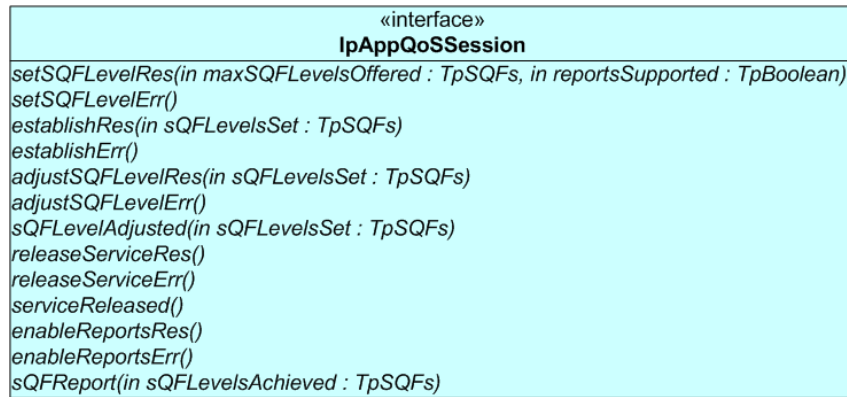 «interface»
IpAppQoSSession
setSQFLevelRes(in maxSQFLevelsOffered : TpSQFs, in reportsSupported : TpBoolean)
setSQFLevelErr()
establishRes(in sQFLevelsSet : TpSQFs)
establishErr()
adjustSQFLevelRes(in sQFLevelsSet : TpSQFs)
adjustSQFLevelErr()
sQFLevelAdjusted(in sQFLevelsSet : TpSQFs)
releaseServiceRes()
releaseServiceErr()
serviceReleased()
enableReportsRes()
enableReportsErr()
sQFReport(in sQFLevelsAchieved : TpSQFs)